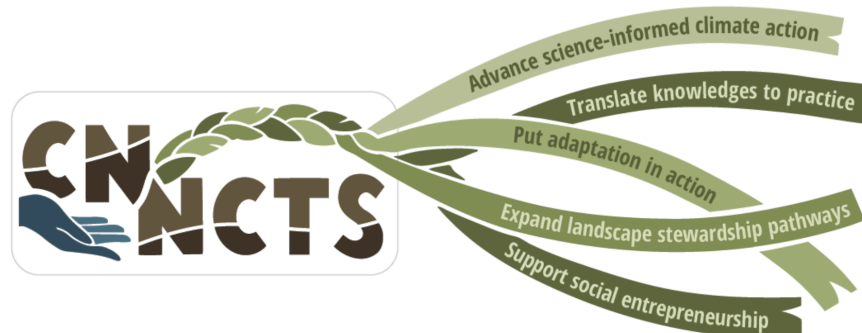 CN
NCTS
Advance science-informed climate action
Translate knowledges to practice
Put adaptation in action
Expand landscape stewardship pathways
Support social entrepreneurship